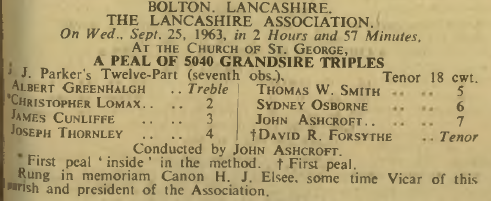 BOLTON, LANCASHIRE.
THE LANCASHIRE ASSOCIATION.
On Wed., Sept. 25, 1963, in 2 Hours and 57 Minutes,
AT THE CHURCH OF ST. GEORGE,
A PEAL OF 5040 GRANDSIRE TRIPLES
J. J. Parker's Twelve-Part (seventh obs.). Tenor 18 cwt.
ALBERT GREENHALGH Treble THOMAS W. SMITH .. .. 5
*CHRISTOPHER LOMAX .. .. 2 SYDNEY OSBORNE .. .. 6
JAMES CUNLIFFE .. .. 3 JOHN ASHCROFT .. .. 7
JOSEPH THORNLEY .. .. 4 †DAVID R. FORSYTHE .. Tenor
Conducted by JOHN ASHCROFT.
* First peal 'inside' in the method. † First peal.
Rung in memoriam Canon H. J. Elsee, some time Vicar of this
parish and president of the Association.